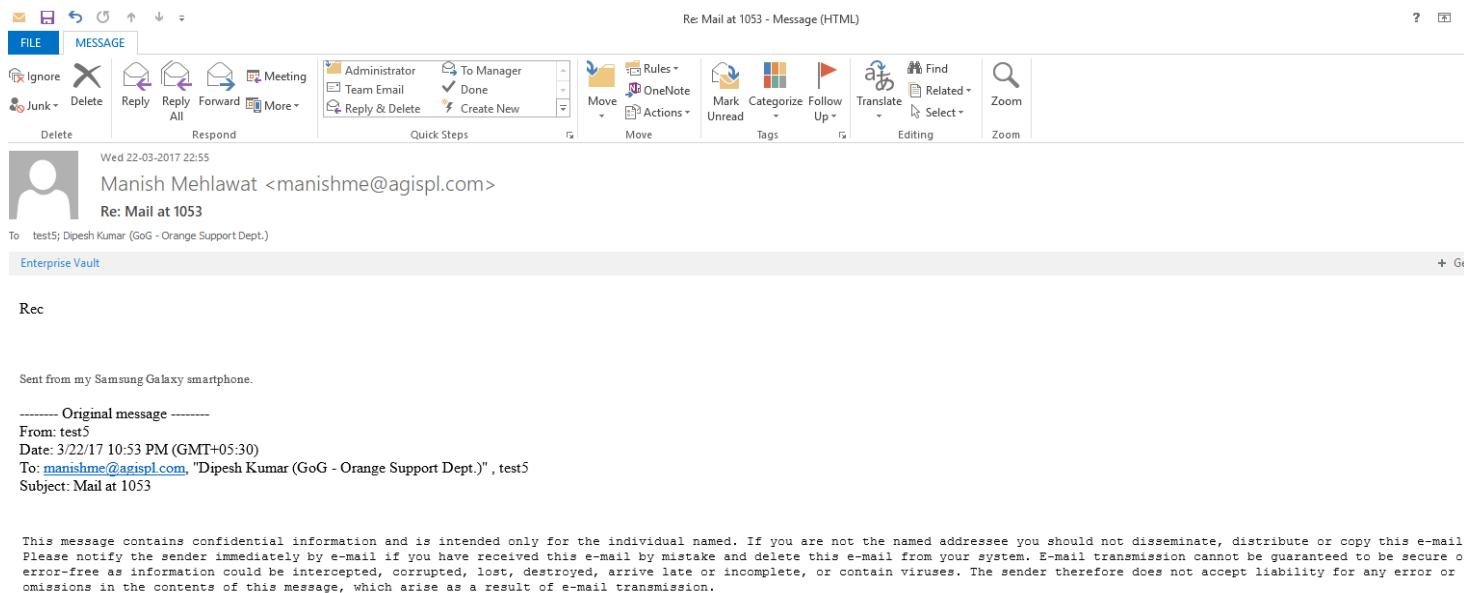 Re: Mail at 1053 - Message (HTML)
?
FILE MESSAGE
Ignore
Junk
Delete
Reply
Reply All
Forward
Meeting
More
Administrator
Team Email
Reply & Delete
To Manager
Done
Create New
Move
Rules
OneNote
Actions
Mark Unread
Categorize
Follow Up
Translate
Find
Related
Select
Zoom
Delete Respond Quick Steps Move Tags Editing Zoom
Wed 22-03-2017 22:55
Manish Mehlawat <manishme@agispl.com>
Re: Mail at 1053
To test5; Dipesh Kumar (GoG - Orange Support Dept.)
Enterprise Vault
+ Ge
Rec
Sent from my Samsung Galaxy smartphone.
-------- Original message --------
From: test5
Date: 3/22/17 10:53 PM (GMT+05:30)
To: manishme@agispl.com, "Dipesh Kumar (GoG - Orange Support Dept.)" , test5
Subject: Mail at 1053
This message contains confidential information and is intended only for the individual named. If you are not the named addressee you should not disseminate, distribute or copy this e-mail
Please notify the sender immediately by e-mail if you have received this e-mail by mistake and delete this e-mail from your system. E-mail transmission cannot be guaranteed to be secure o
error-free as information could be intercepted, corrupted, lost, destroyed, arrive late or incomplete, or contain viruses. The sender therefore does not accept liability for any error or
omissions in the contents of this message, which arise as a result of e-mail transmission.